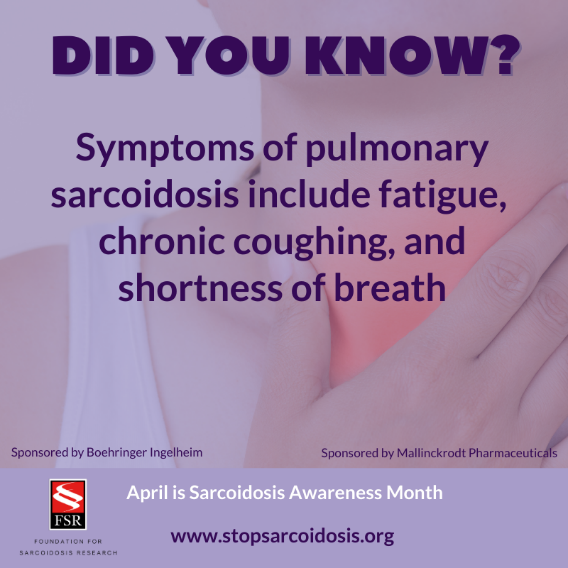 DID YOU KNOW?
Symptoms of pulmonary
sarcoidosis include fatigue,
chronic coughing, and
shortness of breath
Sponsored by Boehringer Ingelheim
Sponsored by Mallinckrodt Pharmaceuticals
April is Sarcoidosis Awareness Month
FSR
FOUNDATION FOR
SARCOIDOSIS RESEARCH
www.stopsarcoidosis.org